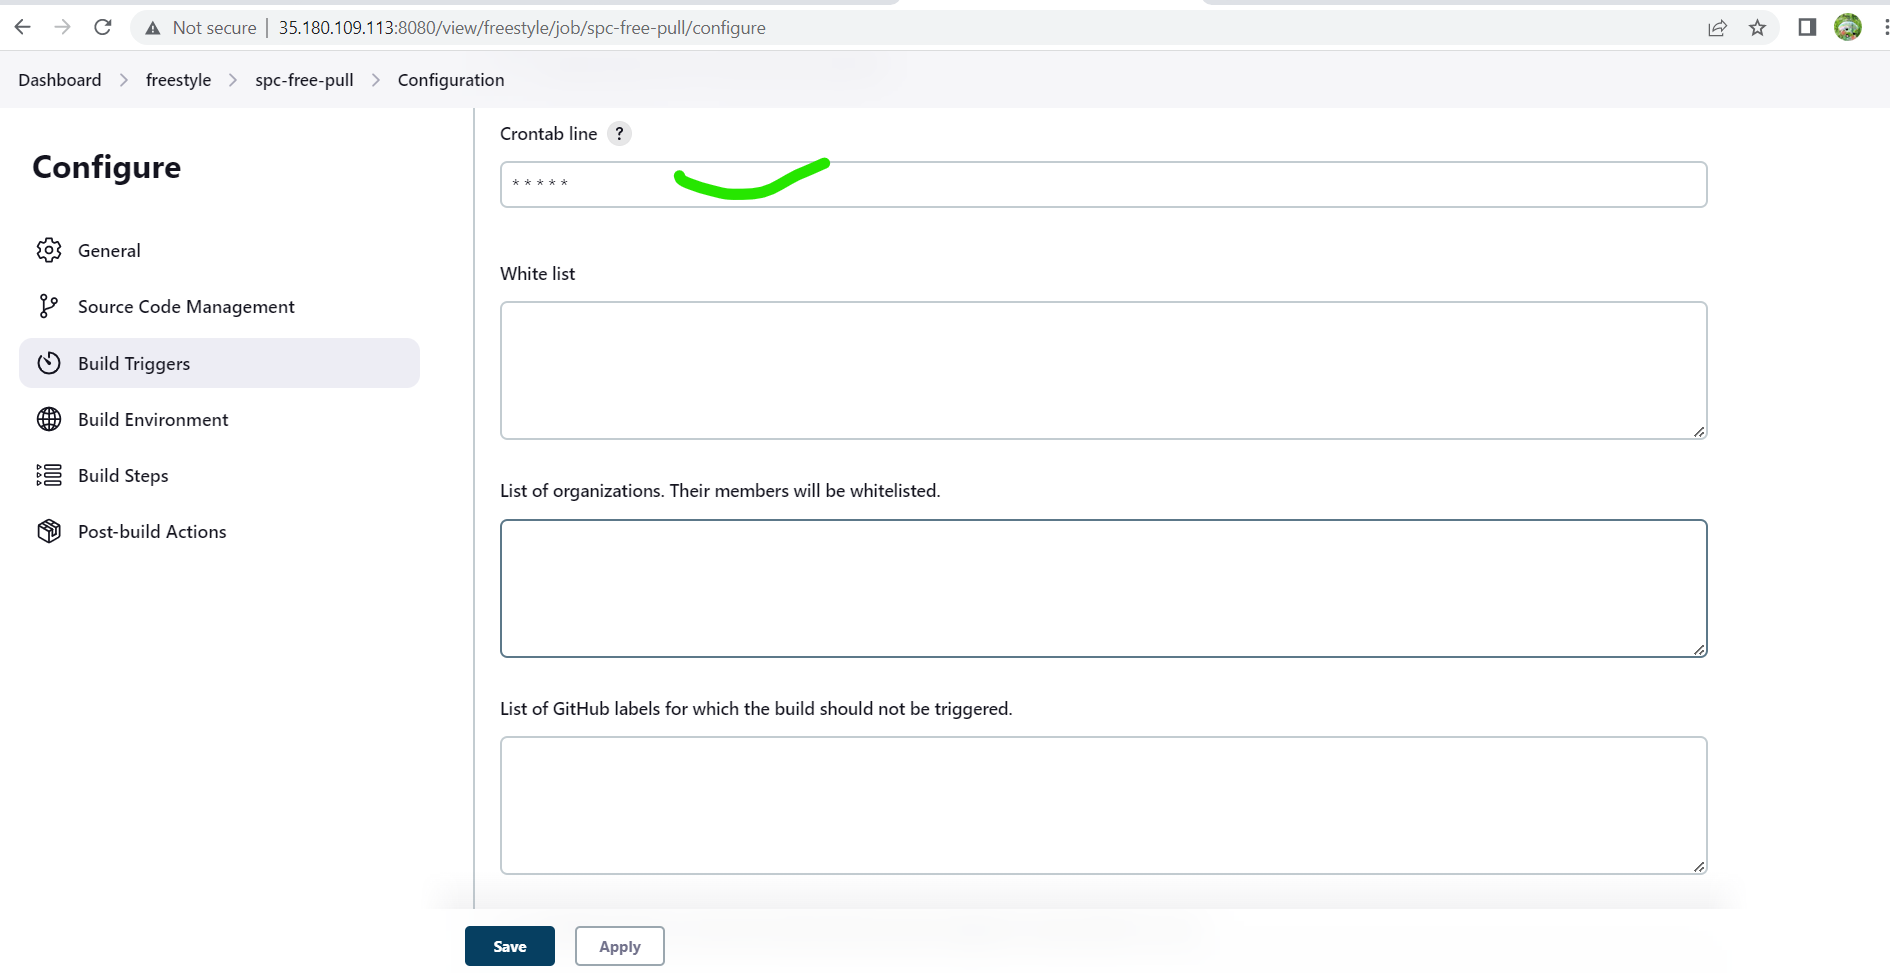 Not secure | 35.180.109.113:8080/view/freestyle/job/spc-free-pull/configure
Dashboard > freestyle > spc-free-pull > Configuration
Configure
General
Source Code Management
Build Triggers
Build Environment
Build Steps
Post-build Actions
Crontab line ?
* * * * *
White list
List of organizations. Their members will be whitelisted.
List of GitHub labels for which the build should not be triggered.
Save
Apply